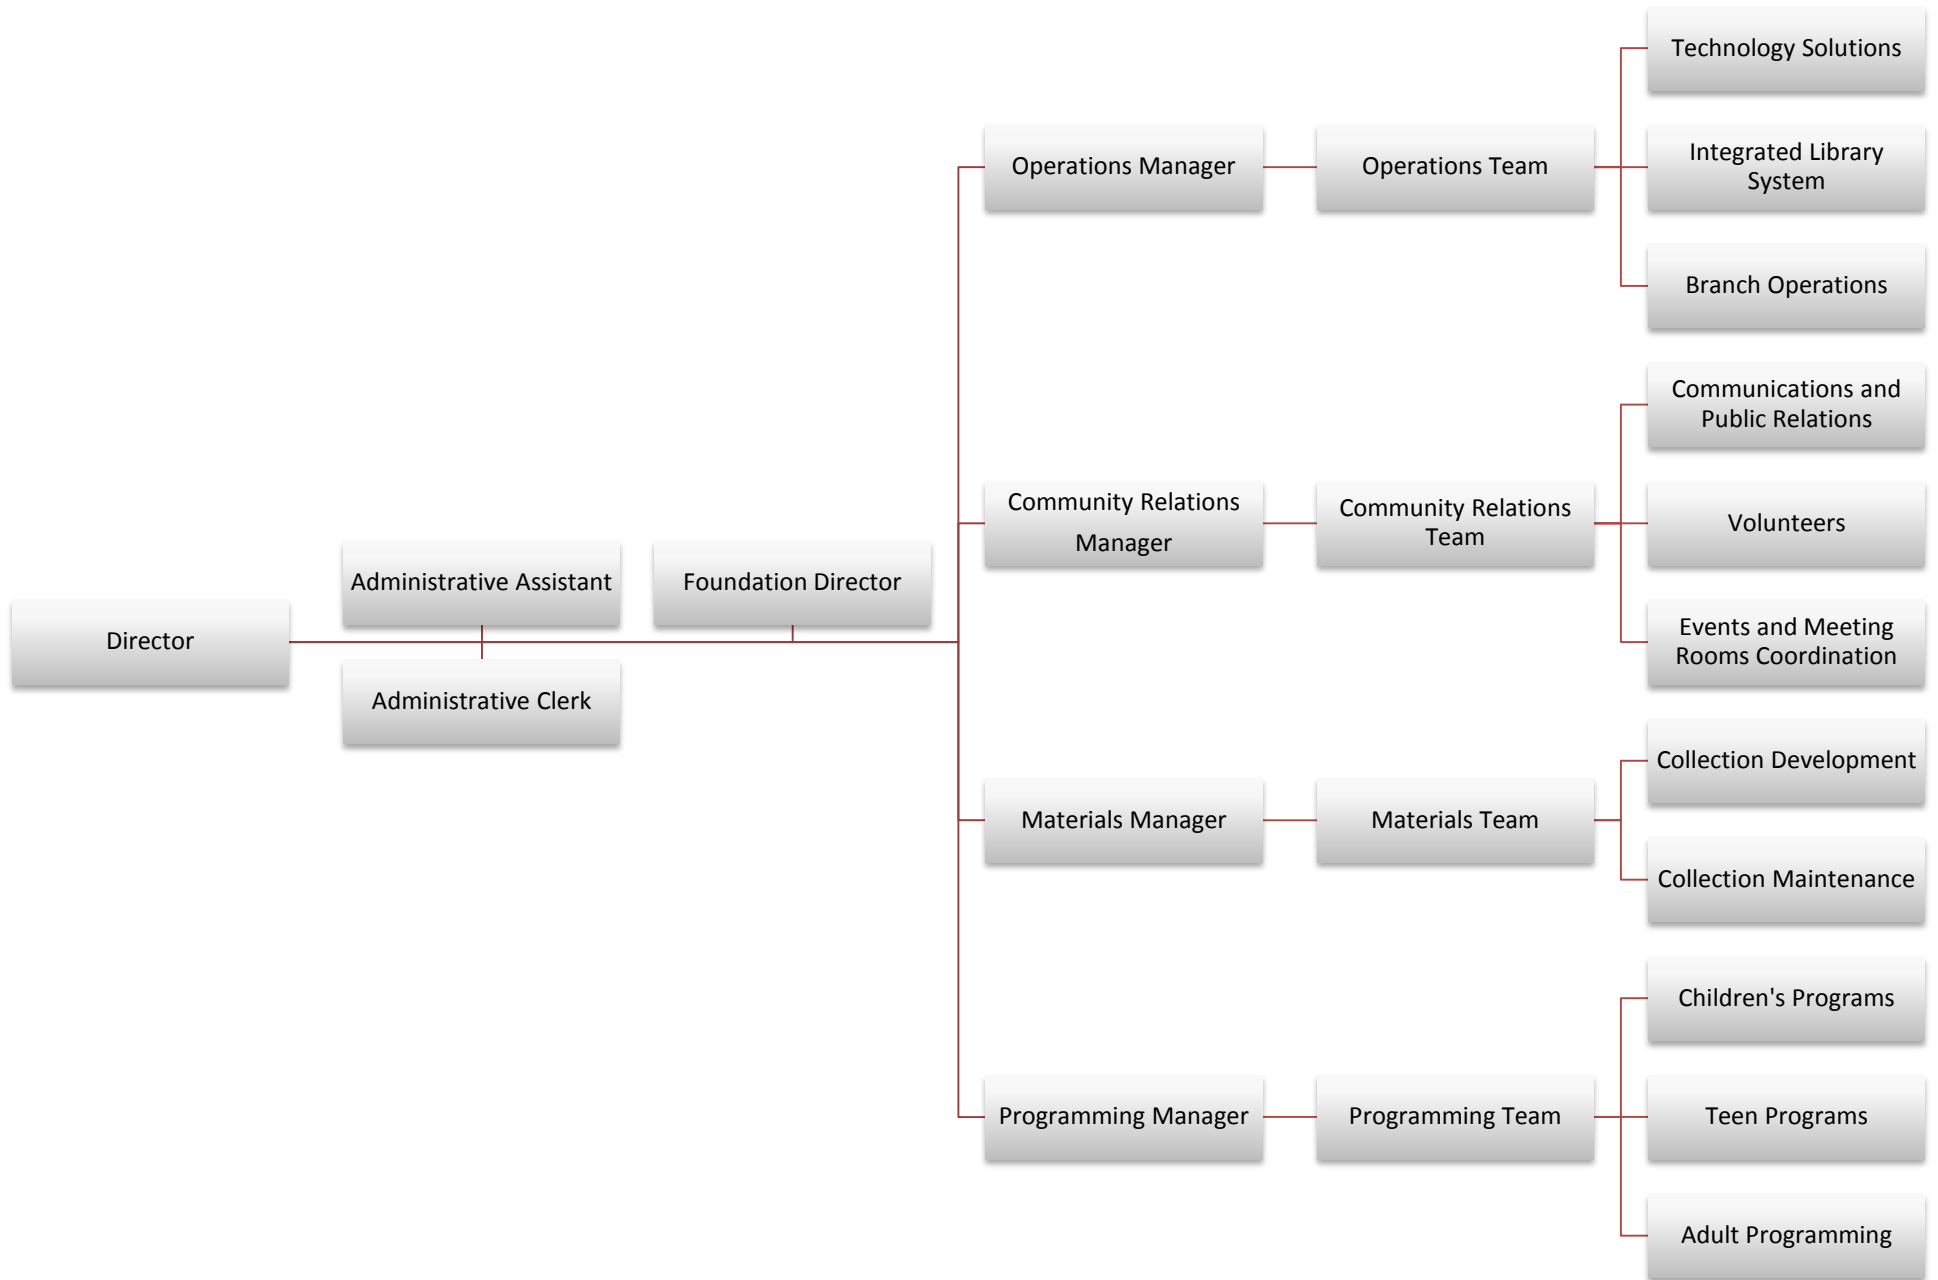 Director
Administrative Assistant
Administrative Clerk
Foundation Director
Operations Manager
Operations Team
Technology Solutions
Integrated Library
System
Branch Operations
Community Relations
Manager
Community Relations
Team
Communications and
Public Relations
Volunteers
Events and Meeting
Rooms Coordination
Materials Manager
Materials Team
Collection Development
Collection Maintenance
Programming Manager
Programming Team
Children's Programs
Teen Programs
Adult Programming